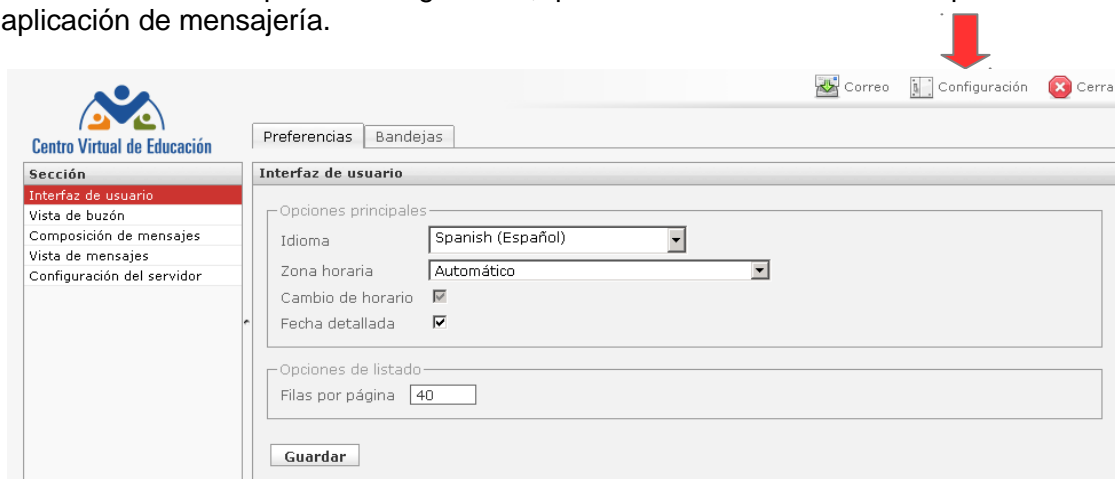 aplicación de mensajería.
Correo Configuración Cerra
Centro Virtual de Educación
Preferencias Bandejas
Sección
Interfaz de usuario
Vista de buzón
Composición de mensajes
Vista de mensajes
Configuración del servidor
Interfaz de usuario
Opciones principales
Idioma Spanish (Español)
Zona horaria Automático
Cambio de horario
Fecha detallada
Opciones de listado
Filas por página 40
Guardar